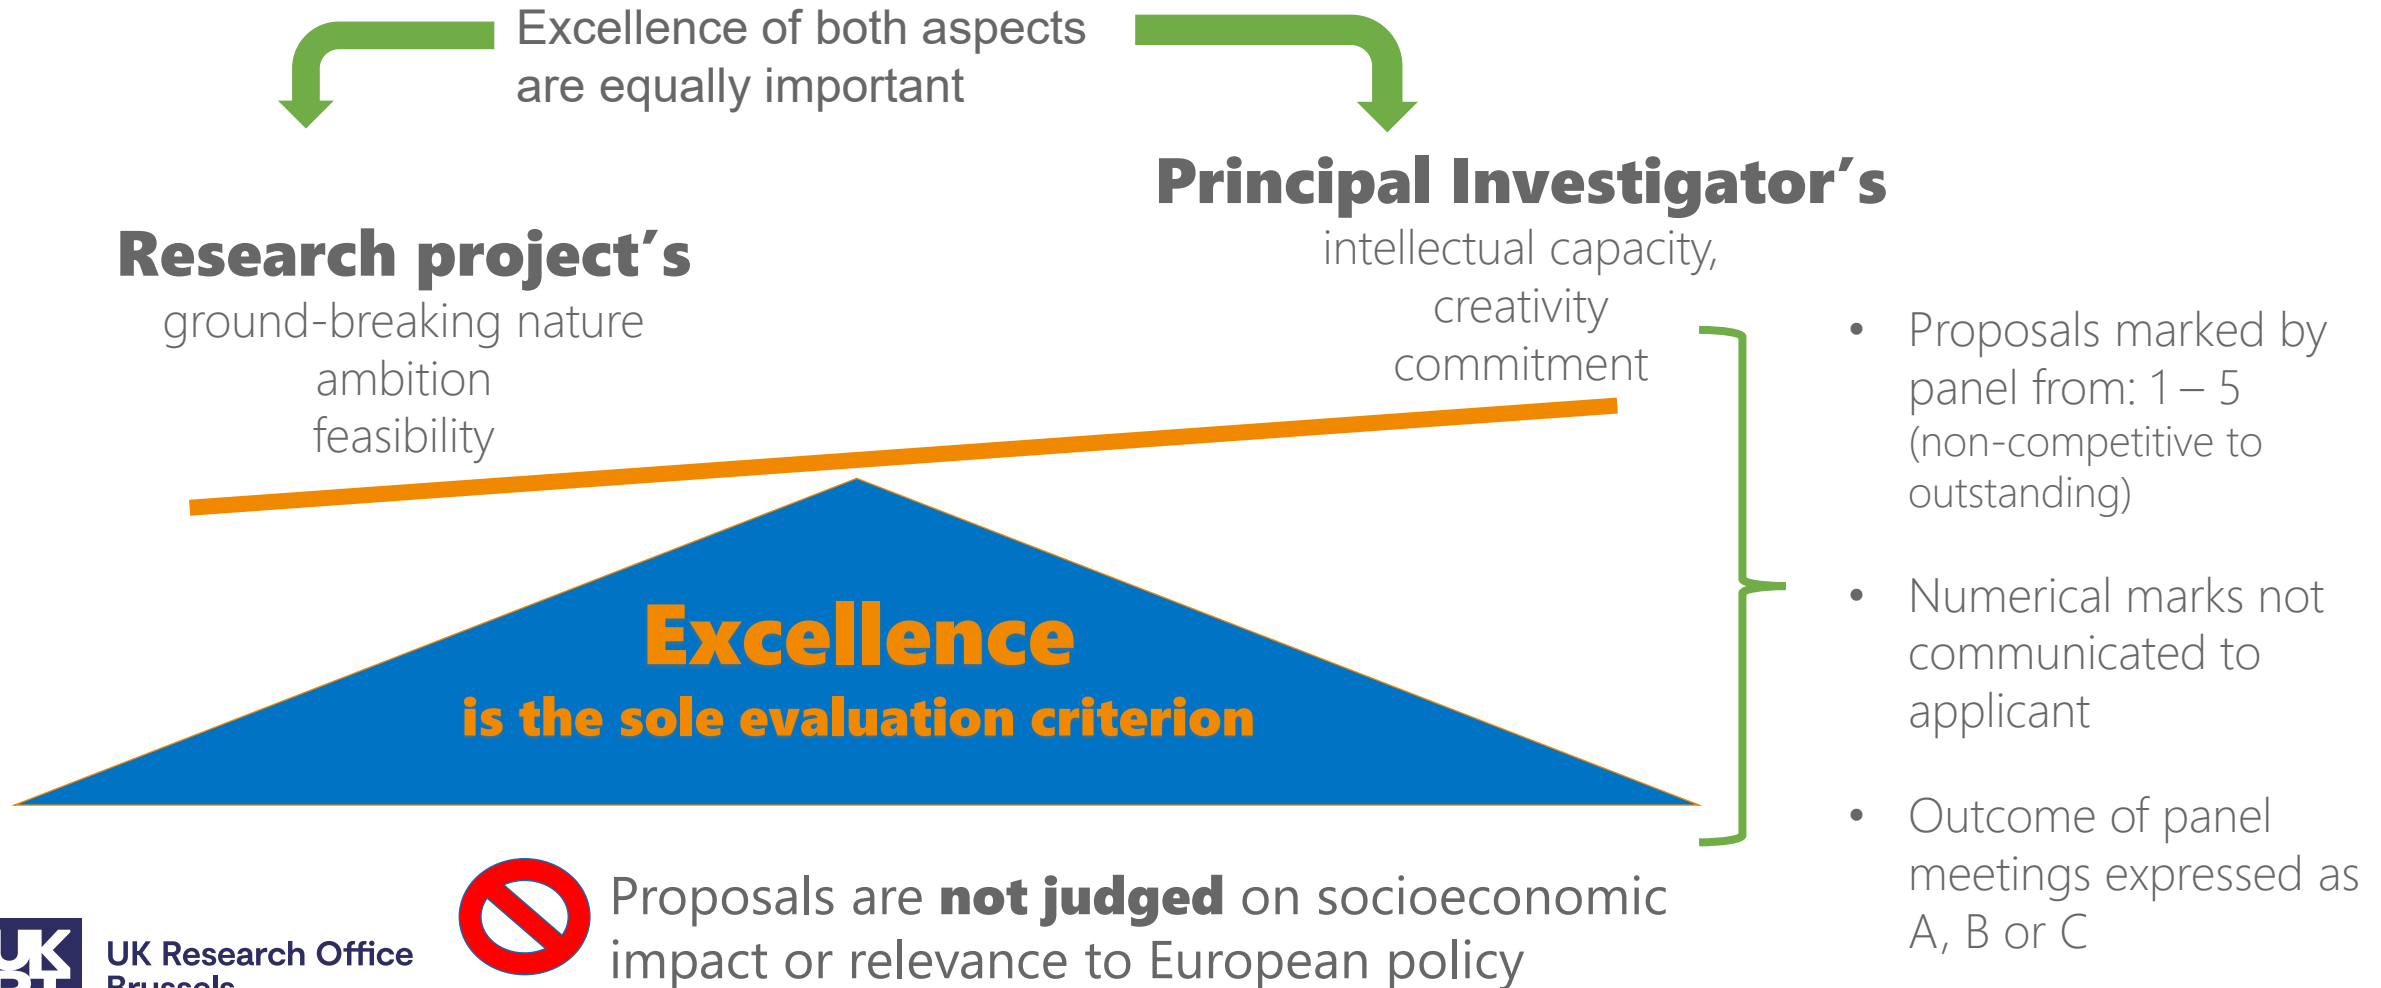 Excellence of both aspects
are equally important
Principal Investigator’s
intellectual capacity,
creativity
commitment
Research project’s
ground-breaking nature
ambition
feasibility
• Proposals marked by
panel from: 1 – 5
(non-competitive to
outstanding)
• Numerical marks not
communicated to
applicant
• Outcome of panel
meetings expressed as
A, B or C
Excellence
is the sole evaluation criterion
Proposals are not judged on socioeconomic
impact or relevance to European policy
UK
RI
UK Research Office
Brussels